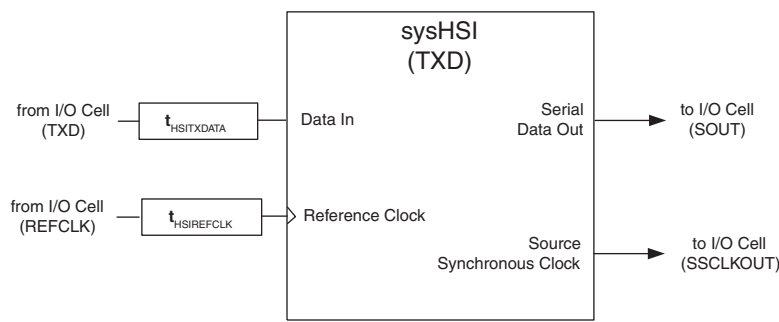 sysHSI
(TXD)
from I/O Cell
(TXD)
tHSITXDATA
Data In
Serial
Data Out
to I/O Cell
(SOUT)
from I/O Cell
(REFCLK)
tHSIREFCLK
Reference Clock
Source
Synchronous Clock
to I/O Cell
(SSCLKOUT)